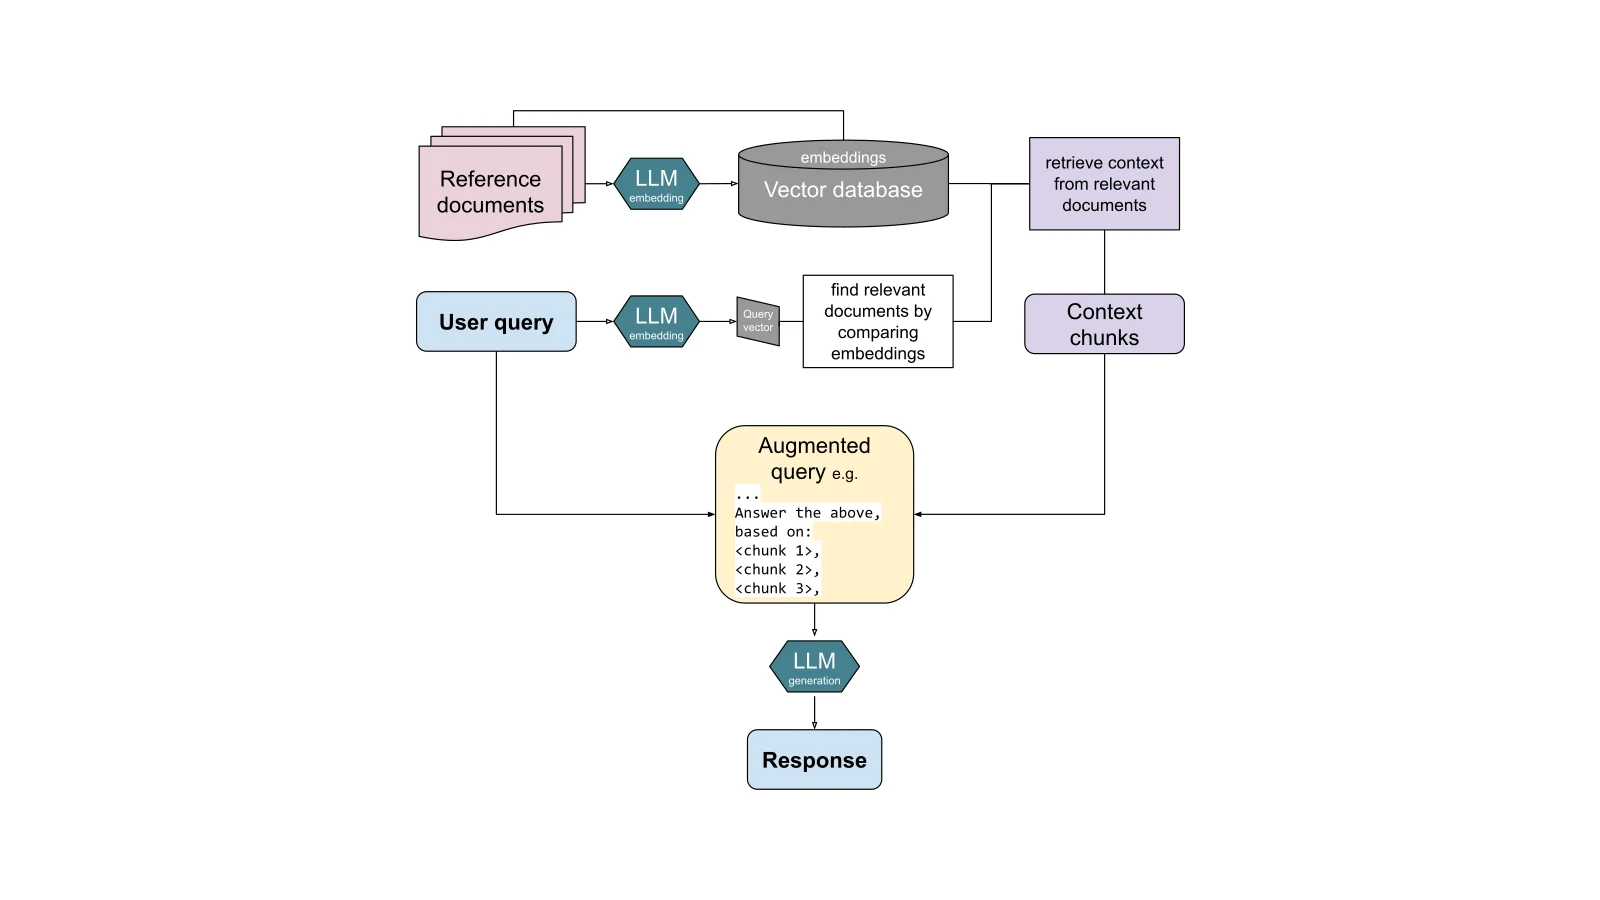 Reference
documents
LLM
embedding
embeddings
Vector database
retrieve context
from relevant
documents
User query
LLM
embedding
Query
vector
find relevant
documents by
comparing
embeddings
Context
chunks
Augmented
query e.g.
...
Answer the above,
based on:
<chunk 1>,
<chunk 2>,
<chunk 3>,
LLM
generation
Response